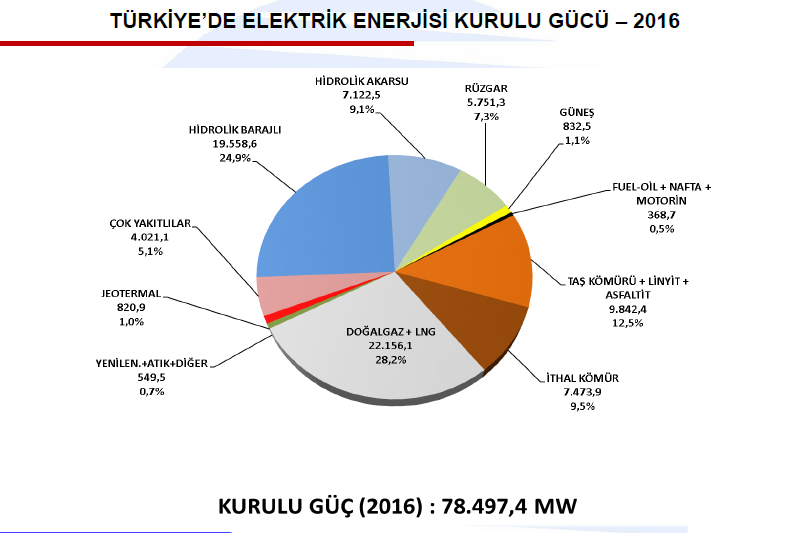 TÜRKİYE'DE ELEKTRİK ENERJİSİ KURULU GÜCÜ – 2016
HİDROLİK AKARSU
7.122,5
9,1%
RÜZGAR
5.751,3
7,3%
GÜNEŞ
832,5
1,1%
HİDROLİK BARAJLI
19.558,6
24,9%
FUEL-OİL + NAFTA +
MOTORİN
368,7
0,5%
ÇOK YAKITLILAR
4.021,1
5,1%
TAŞ KÖMÜRÜ + LİNYİT +
ASFALTİT
9.842,4
12,5%
JEOTERMAL
820,9
1,0%
DOĞALGAZ + LNG
22.156,1
28,2%
YENİLEN.+ATIK+DİĞER
549,5
0,7%
İTHAL KÖMÜR
7.473,9
9,5%
KURULU GÜÇ (2016) : 78.497,4 MW